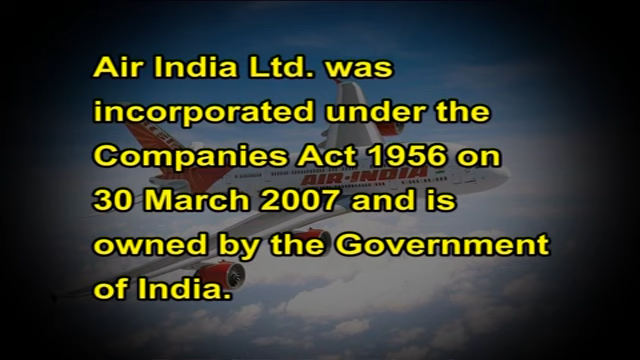 Air India Ltd. was
incorporated under the
Companies Act 1956 on
30 March 2007 and is
owned by the Government
of India.
AIR-INDIA